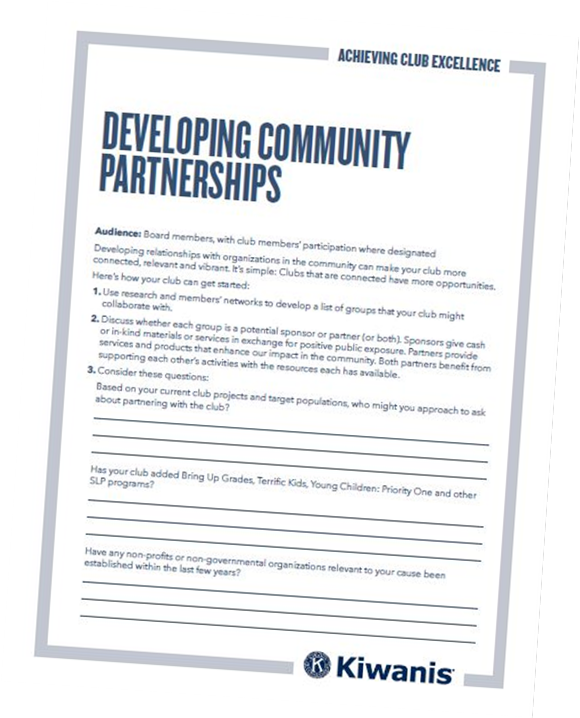 ACHIEVING CLUB EXCELLENCE
DEVELOPING COMMUNITY
PARTNERSHIPS
Audience: Board members, with club members' participation where designated
Developing relationships with organizations in the community can make your club more
connected, relevant and vibrant. It's simple: Clubs that are connected have more opportunities.
Here's how your club can get started:
1. Use research and members' networks to develop a list of groups that your club might
collaborate with.
2. Discuss whether each group is a potential sponsor or partner (or both). Sponsors give cash
or in-kind materials or services in exchange for positive public exposure. Partners provide
services and products that enhance our impact in the community. Both partners benefit from
supporting each other's activities with the resources each has available.
3. Consider these questions:
Based on your current club projects and target populations, who might you approach to ask
about partnering with the club?
Has your club added Bring Up Grades, Terrific Kids, Young Children: Priority One and other
SLP programs?
Have any non-profits or non-governmental organizations relevant to your cause been
established within the last few years?
K Kiwanis